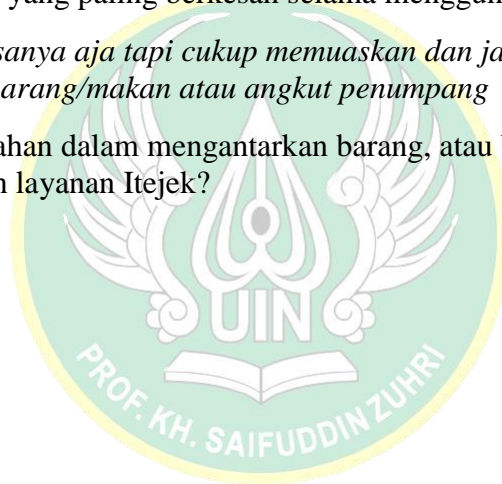 yang paling berkesan selama menggun
sanya aja tapi cukup memuaskan dan ja
arang/makan atau angkut penumpang
ahan dalam mengantarkan barang, atau
n layanan Itejek?
UIN
PROF. KH. SAIFUDDIN ZUHRI